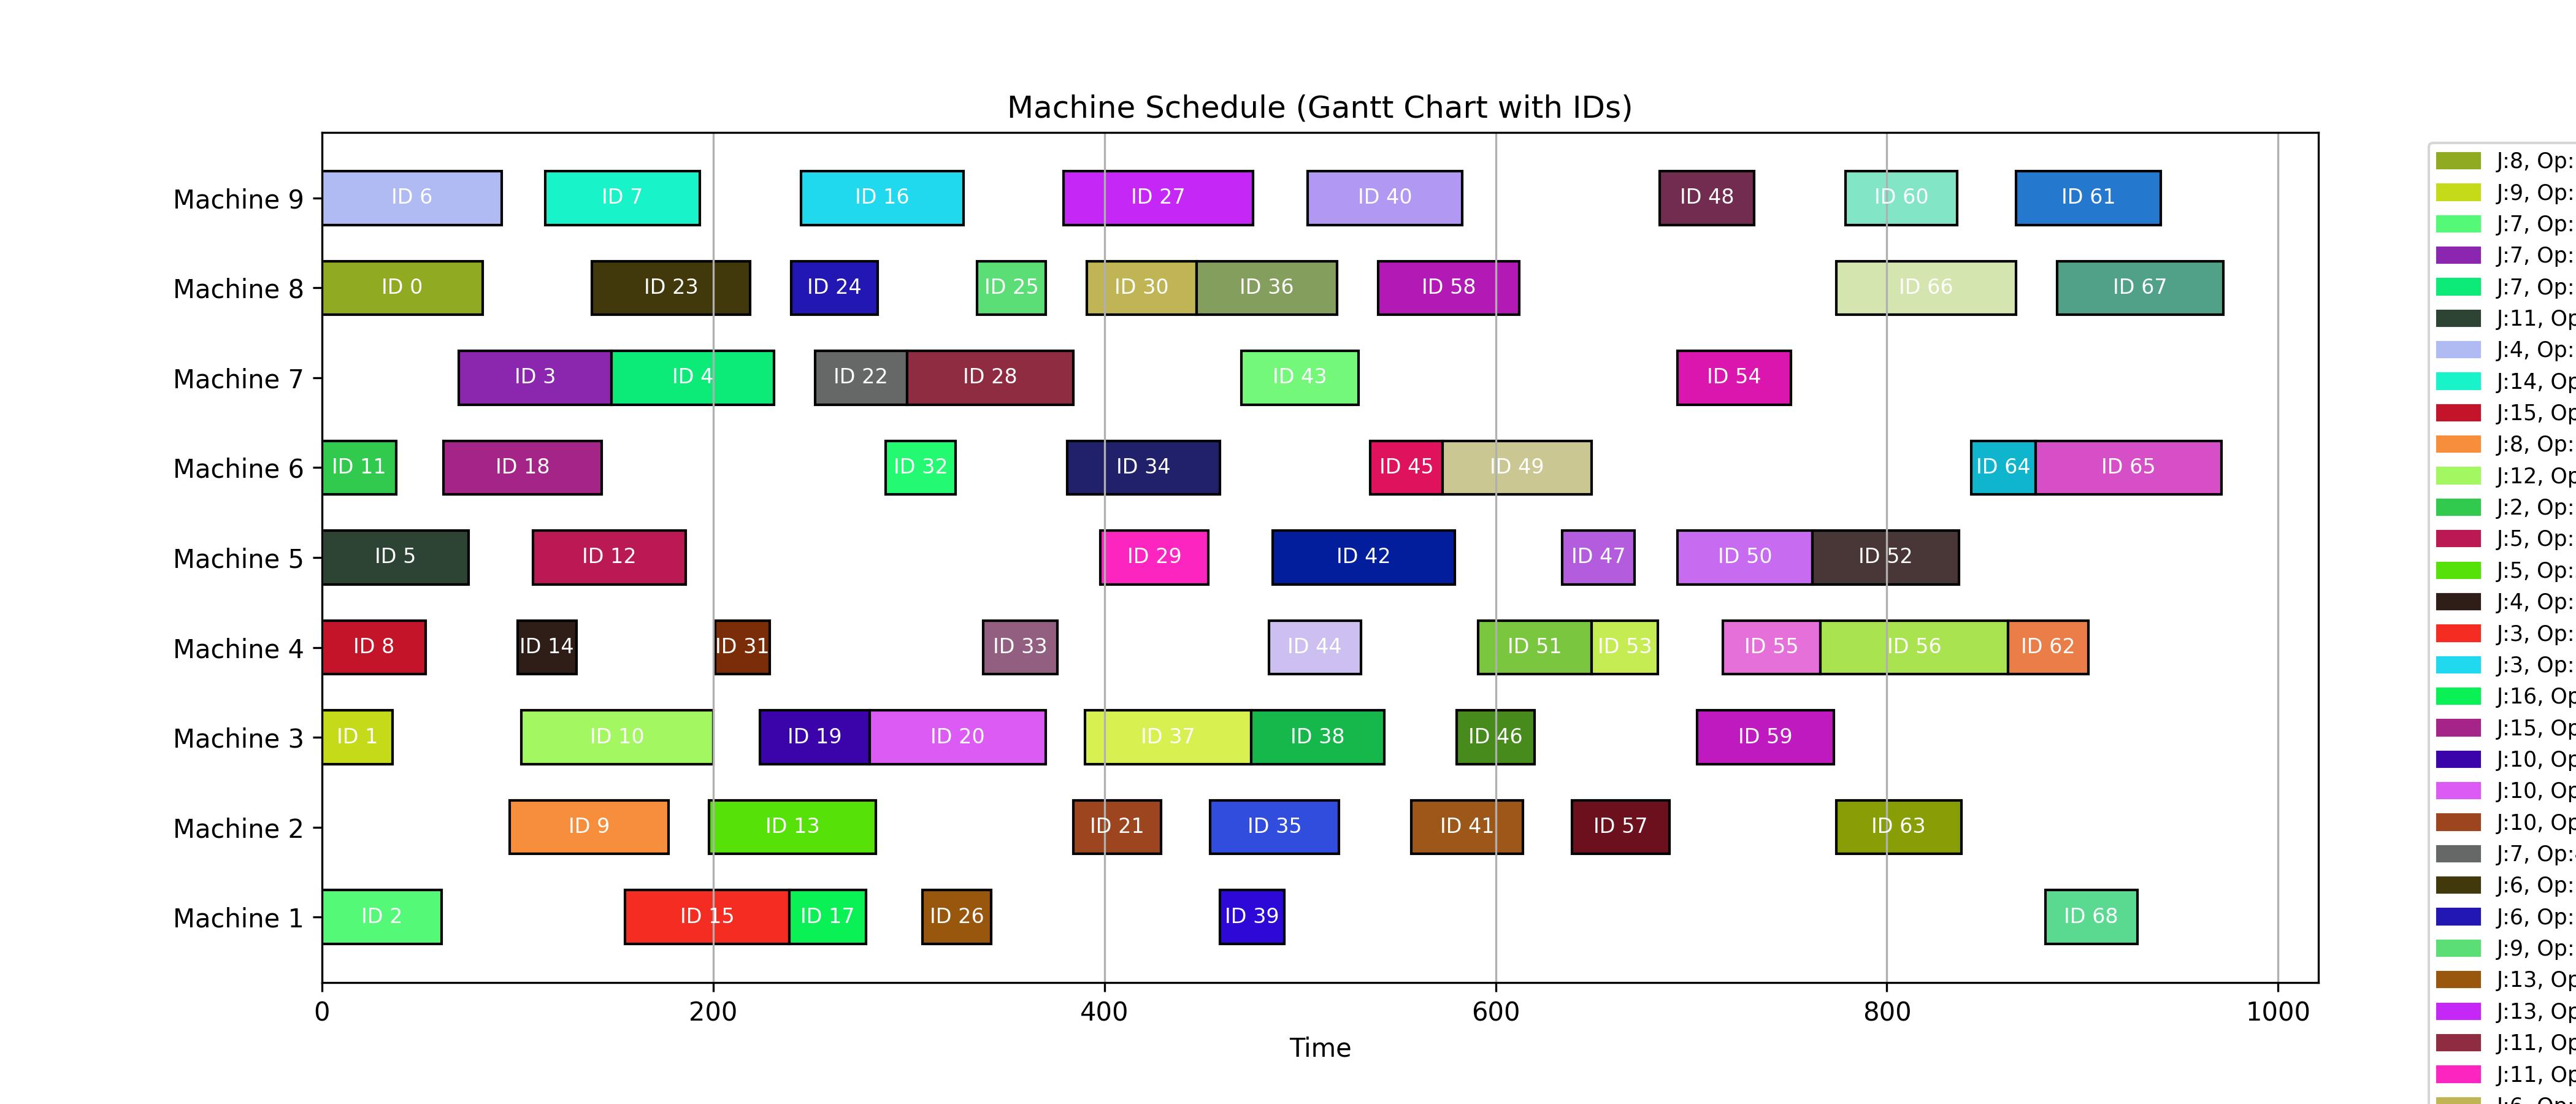 Machine Schedule (Gantt Chart with IDs)
Machine 9 ID 6 ID 7 ID 16 ID 27 ID 40 ID 48 ID 60 ID 61
Machine 8 ID 0 ID 23 ID 24 ID 25 ID 30 ID 36 ID 58 ID 66 ID 67
Machine 7 ID 3 ID 4 ID 22 ID 28 ID 43 ID 54
Machine 6 ID 11 ID 18 ID 32 ID 34 ID 45 ID 49 ID 64 ID 65
Machine 5 ID 5 ID 12 ID 29 ID 42 ID 47 ID 50 ID 52
Machine 4 ID 8 ID 14 ID 31 ID 33 ID 44 ID 51 ID 53 ID 55 ID 56 ID 62
Machine 3 ID 1 ID 10 ID 19 ID 20 ID 37 ID 38 ID 46 ID 59
Machine 2 ID 9 ID 13 ID 21 ID 35 ID 41 ID 57 ID 63
Machine 1 ID 2 ID 15 ID 17 ID 26 ID 39 ID 68
0 200 400 600 800 1000
Time
J:8, Op:
J:9, Op:
J:7, Op:
J:7, Op:
J:7, Op:
J:11, Op
J:4, Op:
J:14, Op
J:15, Op
J:8, Op:
J:12, Op
J:2, Op:
J:5, Op:
J:5, Op:
J:4, Op:
J:3, Op:
J:3, Op:
J:16, Op
J:15, Op
J:10, Op
J:10, Op
J:10, Op
J:7, Op:
J:6, Op:
J:6, Op:
J:9, Op:
J:13, Op
J:13, Op
J:11, Op
J:11, Op